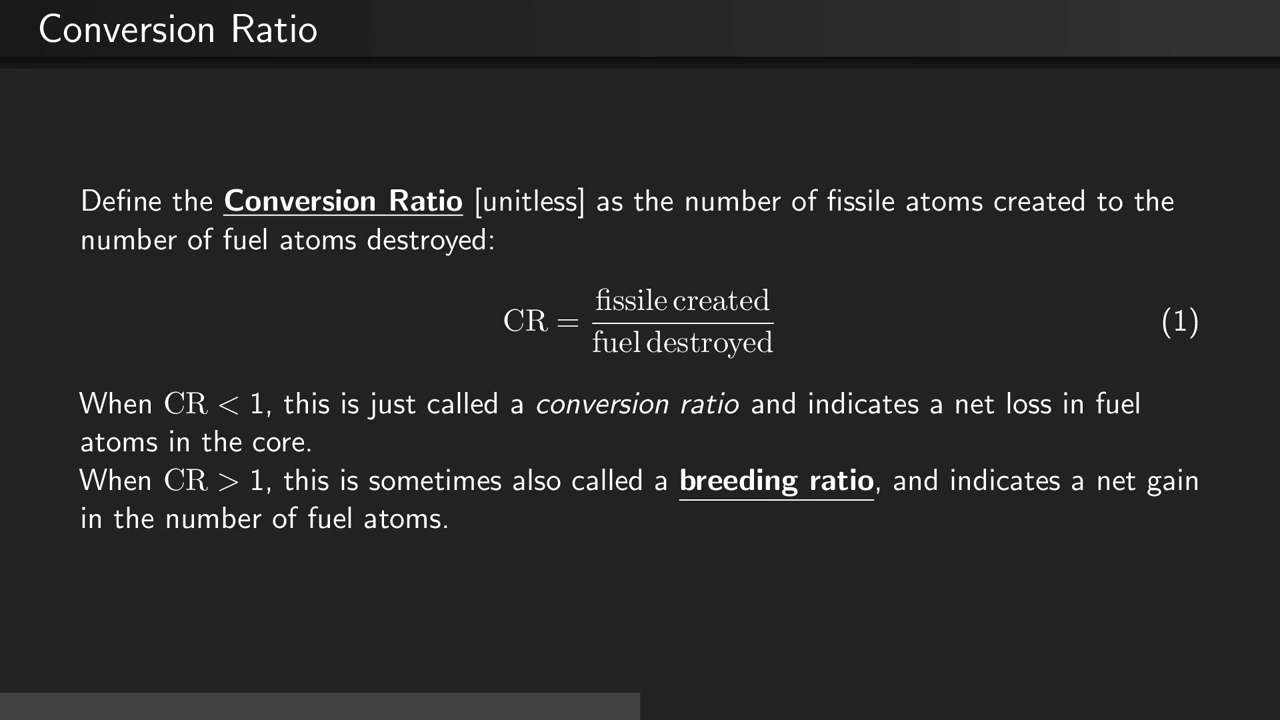 Conversion Ratio
Define the Conversion Ratio [unitless] as the number of fissile atoms created to the
number of fuel atoms destroyed:
CR = fissile created / fuel destroyed (1)
When CR < 1, this is just called a conversion ratio and indicates a net loss in fuel
atoms in the core.
When CR > 1, this is sometimes also called a breeding ratio, and indicates a net gain
in the number of fuel atoms.